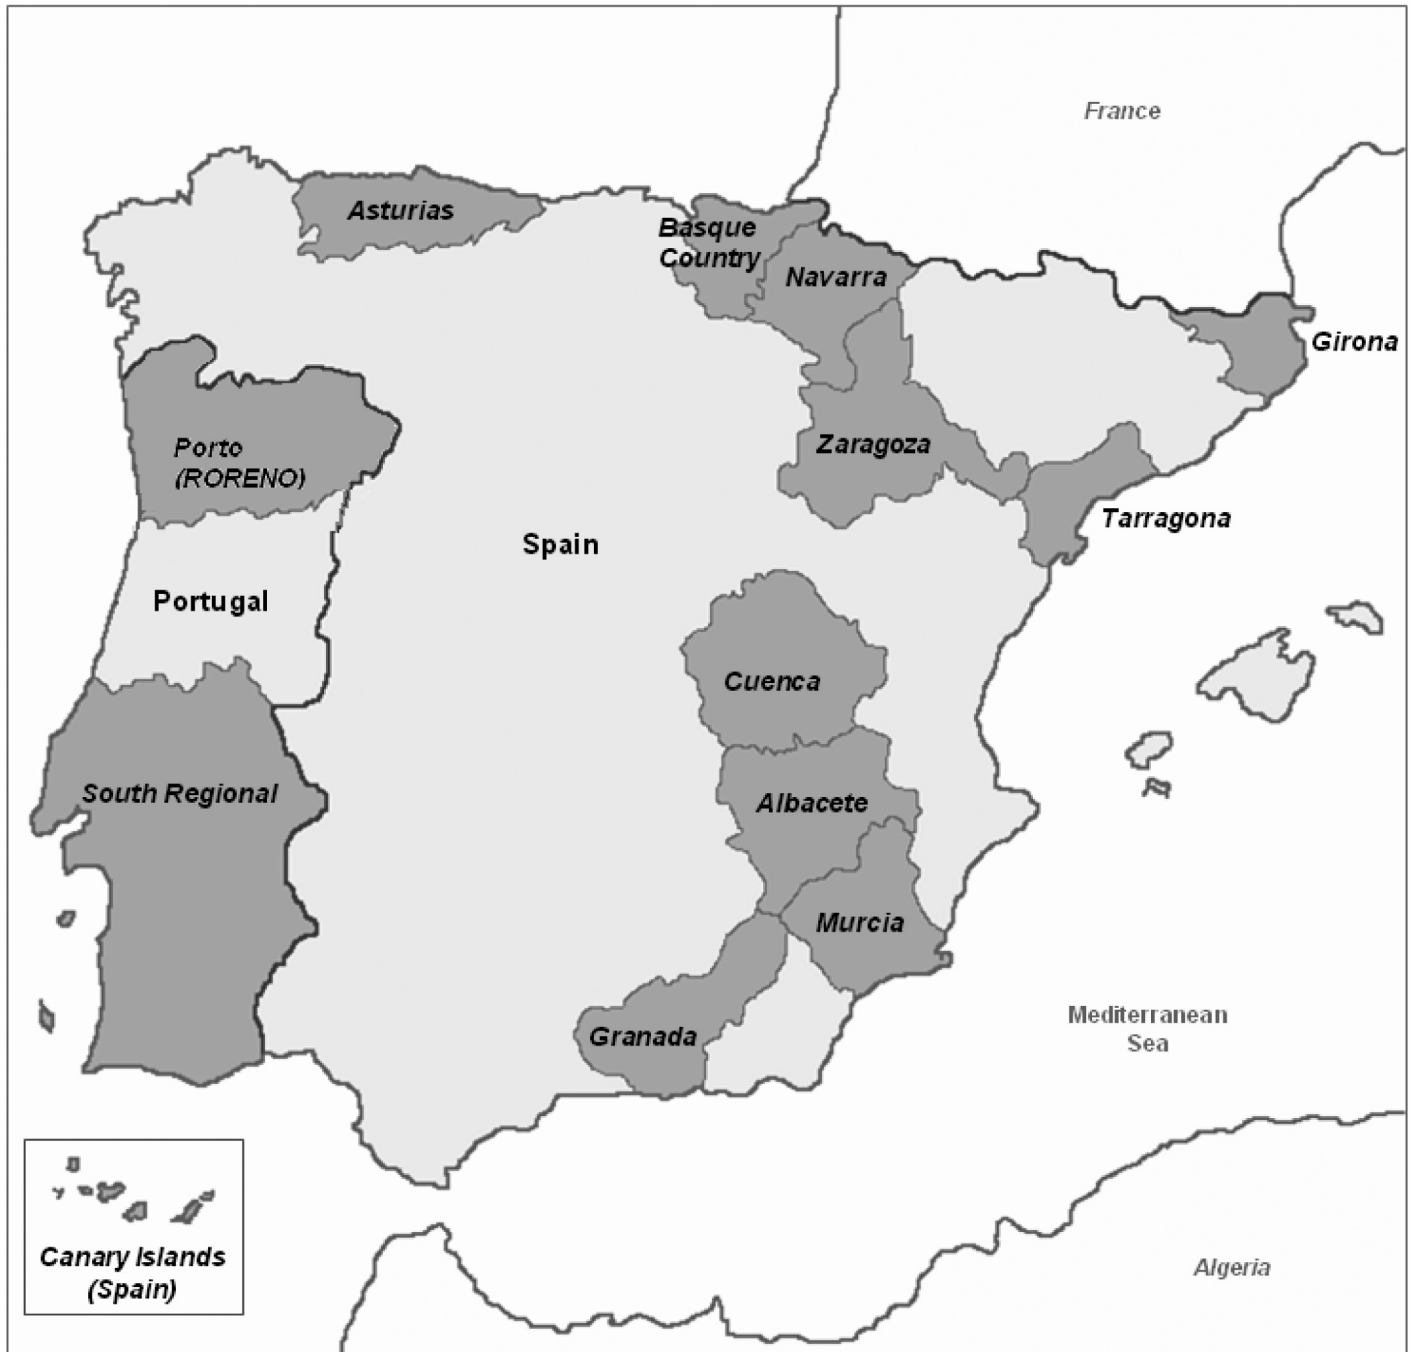 France
Asturias
Basque
Country
Navarra
Girona
Porto
(RORENO)
Zaragoza
Tarragona
Spain
Portugal
Cuenca
South Regional
Albacete
Murcia
Mediterranean
Sea
Granada
Canary Islands
(Spain)
Algeria